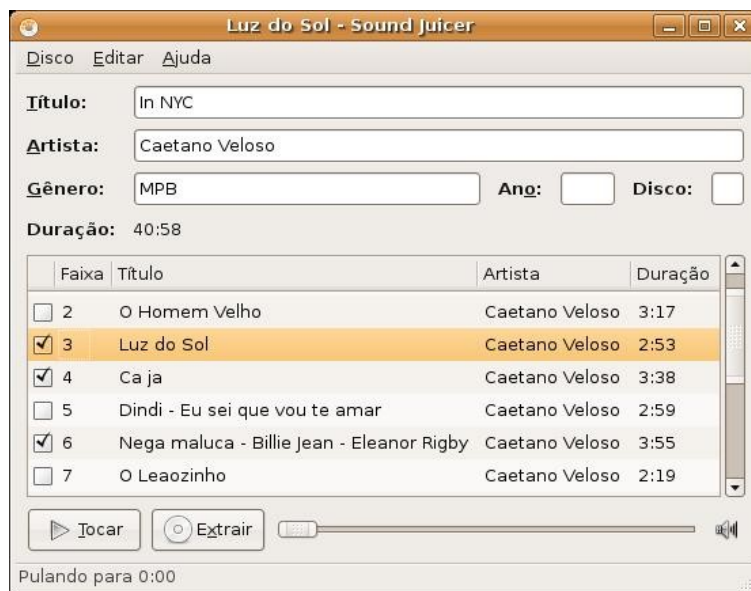 Luz do Sol - Sound Juicer
Disco Editar Ajuda
Título: In NYC
Artista: Caetano Veloso
Gênero: MPB Ano: Disco:
Duração: 40:58
Faixa Título Artista Duração
2 O Homem Velho Caetano Veloso 3:17
3 Luz do Sol Caetano Veloso 2:53
4 Ca ja Caetano Veloso 3:38
5 Dindi - Eu sei que vou te amar Caetano Veloso 2:59
6 Nega maluca - Billie Jean - Eleanor Rigby Caetano Veloso 3:55
7 O Leaozinho Caetano Veloso 2:19
Tocar Extrair
Pulando para 0:00